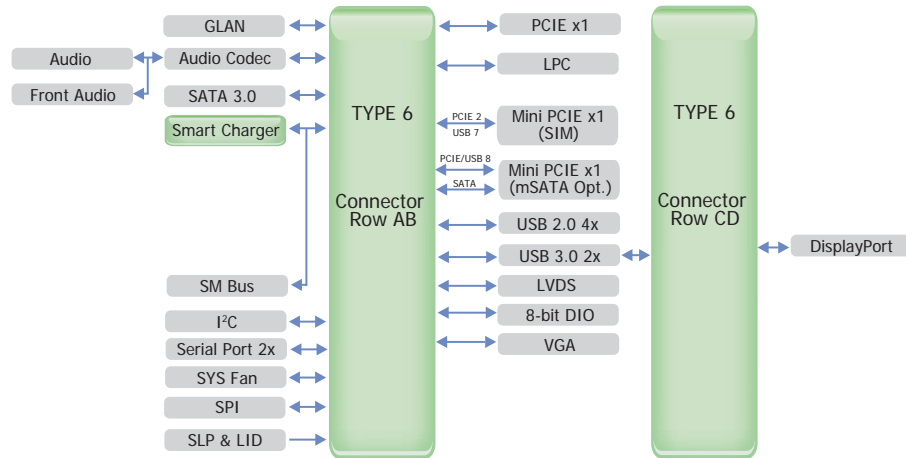 GLAN
Audio
Audio Codec
Front Audio
SATA 3.0
Smart Charger
SM Bus
I²C
Serial Port 2x
SYS Fan
SPI
SLP & LID
TYPE 6
Connector
Row AB
PCIE x1
LPC
PCIE 2
USB 7
Mini PCIE x1
(SIM)
PCIE/USB 8
SATA
Mini PCIE x1
(mSATA Opt.)
USB 2.0 4x
USB 3.0 2x
LVDS
8-bit DIO
VGA
TYPE 6
Connector
Row CD
DisplayPort